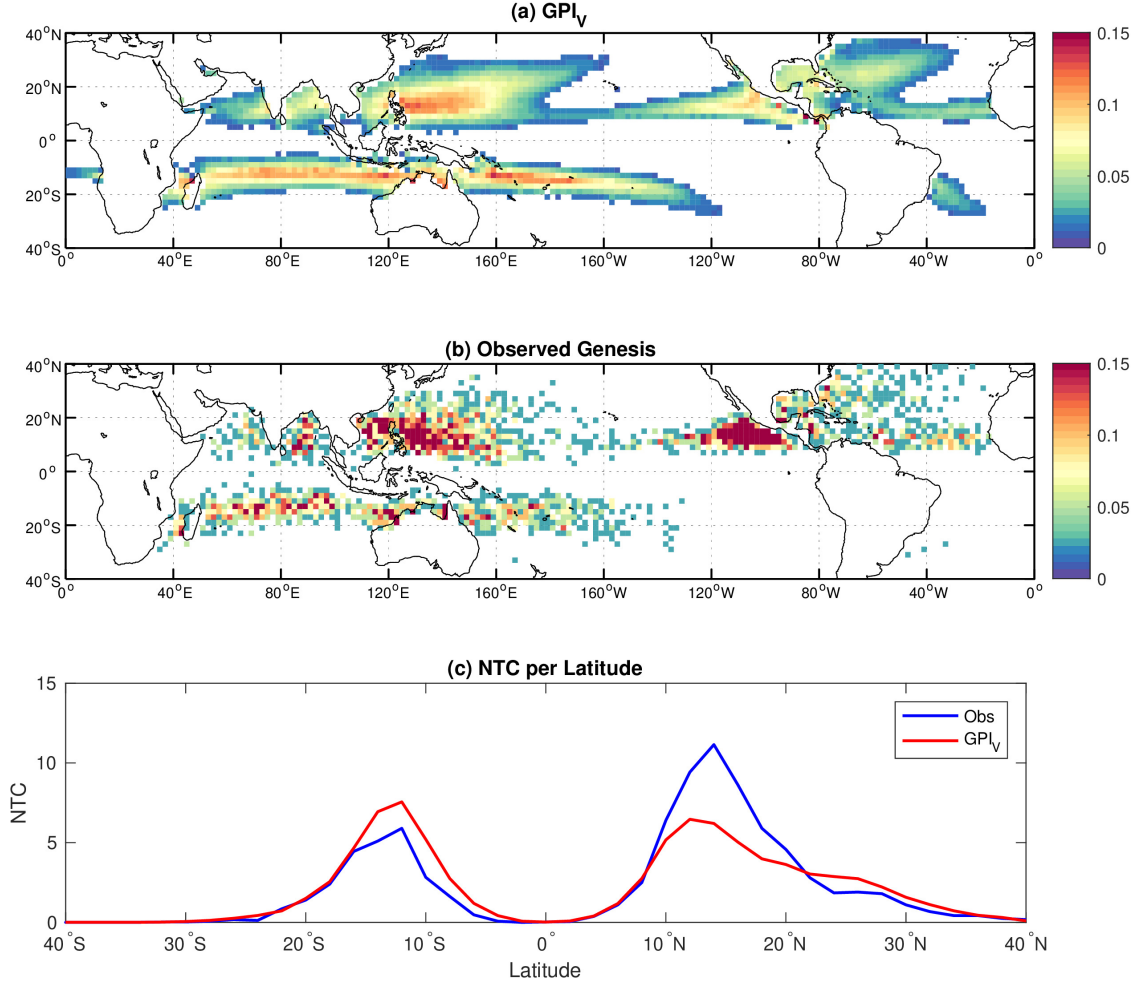 (a) GPI_V
40°N
20°N
0°
20°S
40°S
0° 40°E 80°E 120°E 160°E 160°W 120°W 80°W 40°W 0°
0.15
0.1
0.05
0
(b) Observed Genesis
40°N
20°N
0°
20°S
40°S
0° 40°E 80°E 120°E 160°E 160°W 120°W 80°W 40°W 0°
0.15
0.1
0.05
0
(c) NTC per Latitude
15
10
5
0
NTC
Obs
GPI_V
40°S 30°S 20°S 10°S 0° 10°N 20°N 30°N 40°N
Latitude